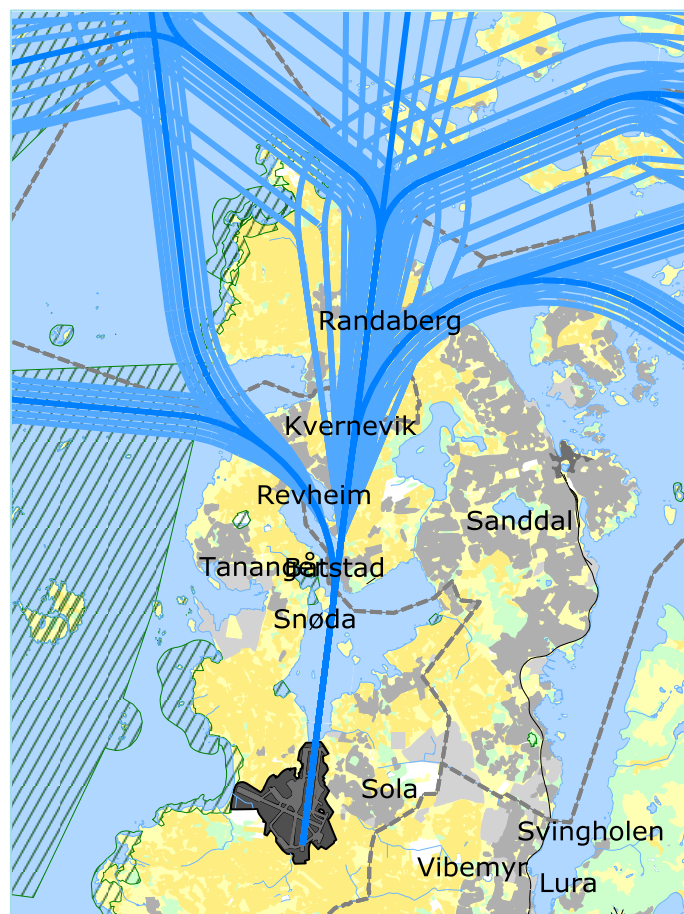 Randaberg
Kvernevik
Revheim
Sanddal
Tananger
Båtstad
Snøda
Sola
Svingholen
Vibemyr
Lura